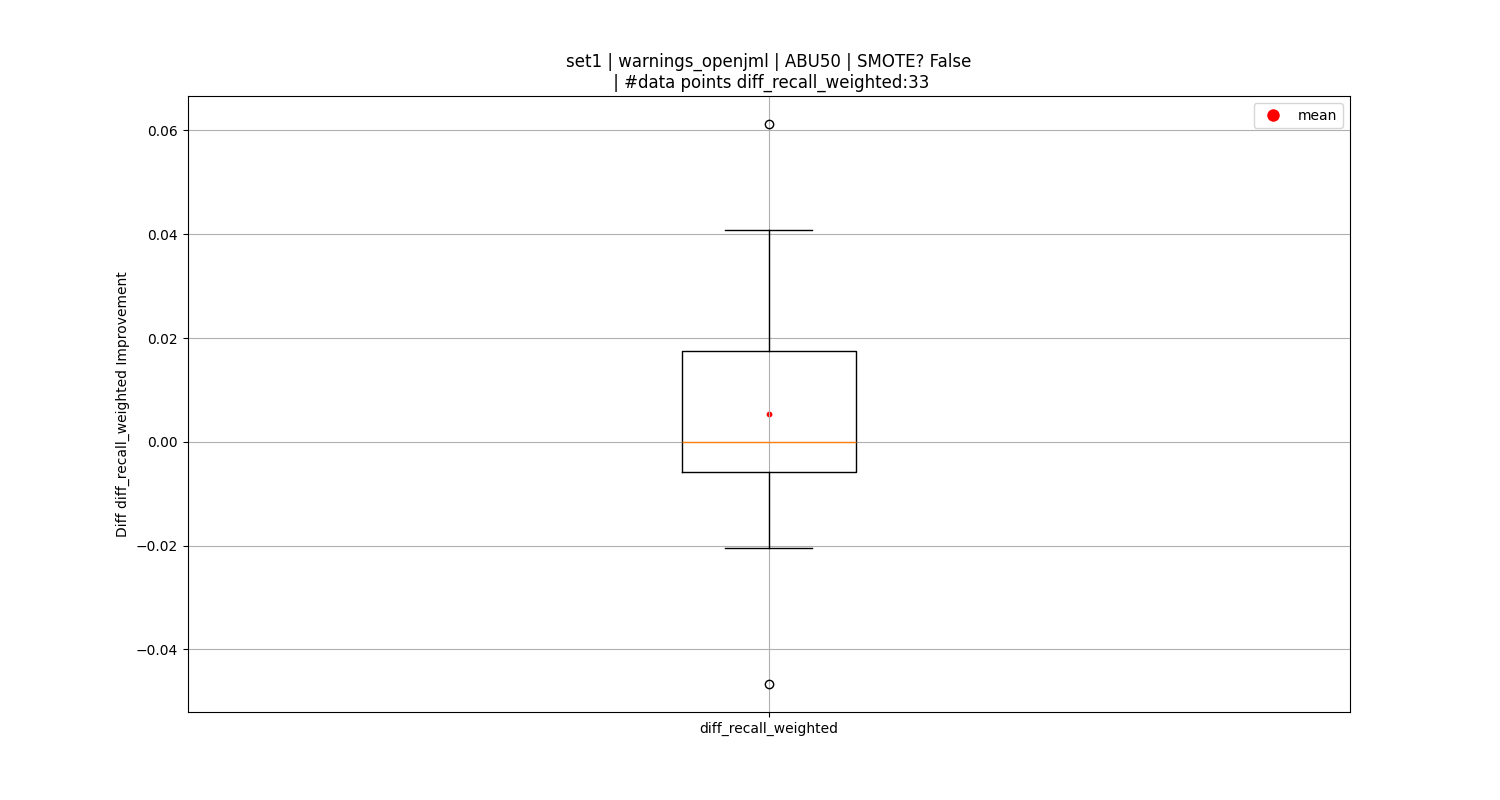 set1 | warnings_openjml | ABU50 | SMOTE? False
| #data points diff_recall_weighted:33
mean
0.06
0.04
0.02
0.00
−0.02
−0.04
Diff diff_recall_weighted Improvement
diff_recall_weighted